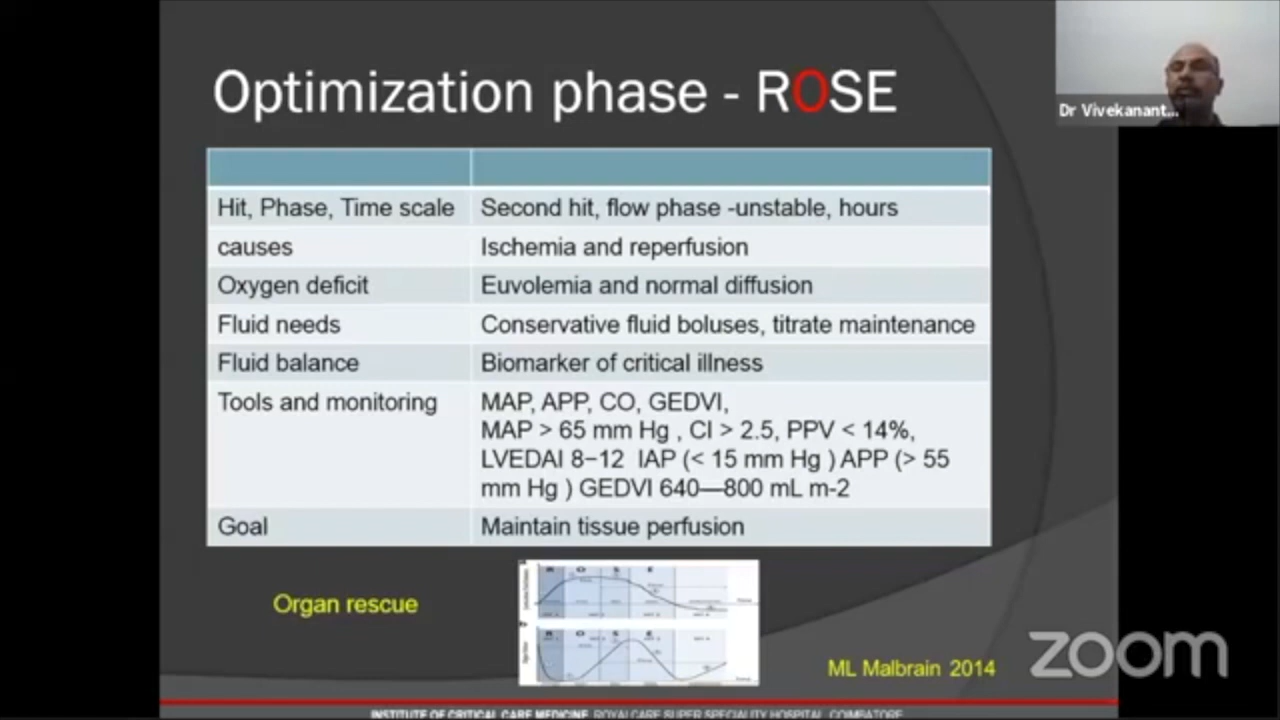 Optimization phase - ROSE
Dr Vivekanant...
Hit, Phase, Time scale
Second hit, flow phase -unstable, hours
causes
Ischemia and reperfusion
Oxygen deficit
Euvolemia and normal diffusion
Fluid needs
Conservative fluid boluses, titrate maintenance
Fluid balance
Biomarker of critical illness
Tools and monitoring
MAP, APP, CO, GEDVI,
MAP > 65 mm Hg , CI > 2.5, PPV < 14%,
LVEDAI 8–12 IAP (< 15 mm Hg ) APP (> 55
mm Hg ) GEDVI 640—800 mL m-2
Goal
Maintain tissue perfusion
R O S E
R O S E
Organ rescue
ML Malbrain 2014
zoom
INSTITUTE OF CRITICAL CARE MEDICINE, ROYALCARE SUPER SPECIALITY HOSPITAL, COIMBATORE